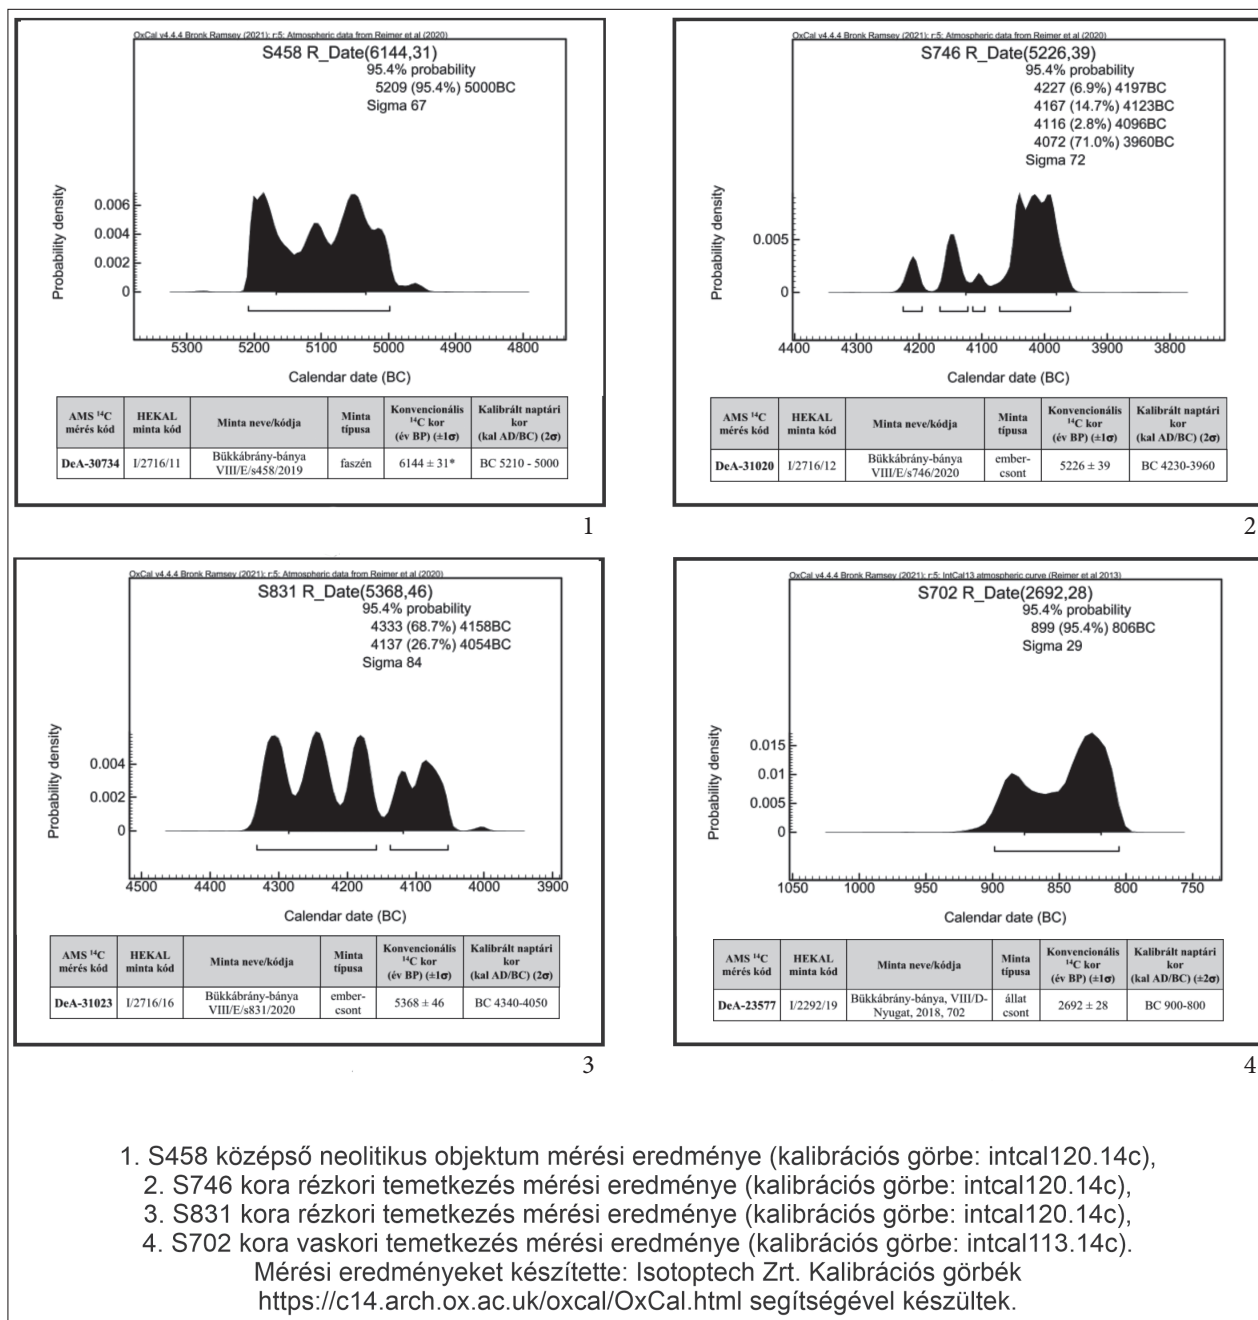 OxCal v4.4.4 Bronk Ramsey (2021); r:5; Atmospheric data from Reimer et al (2020)
S458 R_Date(6144,31)
95.4% probability
5209 (95.4%) 5000BC
Sigma 67
Probability density
0.006
0.004
0.002
0
5300 5200 5100 5000 4900 4800
Calendar date (BC)
AMS ¹⁴C mérés kód | HEKAL minta kód | Minta neve/kódja | Minta típusa | Konvencionális ¹⁴C kor (év BP) (±1σ) | Kalibrált naptári kor (kal AD/BC) (2σ)
DeA-30734 | I/2716/11 | Bükkábrány-bánya VIII/E/s458/2019 | faszén | 6144 ± 31* | BC 5210 - 5000
1
OxCal v4.4.4 Bronk Ramsey (2021); r:5; Atmospheric data from Reimer et al (2020)
S746 R_Date(5226,39)
95.4% probability
4227 (6.9%) 4197BC
4167 (14.7%) 4123BC
4116 (2.8%) 4096BC
4072 (71.0%) 3960BC
Sigma 72
Probability density
0.005
0
4400 4300 4200 4100 4000 3900 3800
Calendar date (BC)
AMS ¹⁴C mérés kód | HEKAL minta kód | Minta neve/kódja | Minta típusa | Konvencionális ¹⁴C kor (év BP) (±1σ) | Kalibrált naptári kor (kal AD/BC) (2σ)
DeA-31020 | I/2716/12 | Bükkábrány-bánya VIII/E/s746/2020 | ember-csont | 5226 ± 39 | BC 4230-3960
2
OxCal v4.4.4 Bronk Ramsey (2021); r:5; Atmospheric data from Reimer et al (2020)
S831 R_Date(5368,46)
95.4% probability
4333 (68.7%) 4158BC
4137 (26.7%) 4054BC
Sigma 84
Probability density
0.004
0.002
0
4500 4400 4300 4200 4100 4000 3900
Calendar date (BC)
AMS ¹⁴C mérés kód | HEKAL minta kód | Minta neve/kódja | Minta típusa | Konvencionális ¹⁴C kor (év BP) (±1σ) | Kalibrált naptári kor (kal AD/BC) (2σ)
DeA-31023 | I/2716/16 | Bükkábrány-bánya VIII/E/s831/2020 | ember-csont | 5368 ± 46 | BC 4340-4050
3
OxCal v4.4.4 Bronk Ramsey (2021); r:5; IntCal13 atmospheric curve (Reimer et al 2013)
S702 R_Date(2692,28)
95.4% probability
899 (95.4%) 806BC
Sigma 29
Probability density
0.015
0.01
0.005
0
1050 1000 950 900 850 800 750
Calendar date (BC)
AMS ¹⁴C mérés kód | HEKAL minta kód | Minta neve/kódja | Minta típusa | Konvencionális ¹⁴C kor (év BP) (±1σ) | Kalibrált naptári kor (kal AD/BC) (±2σ)
DeA-23577 | I/2292/19 | Bükkábrány-bánya, VIII/D-Nyugat, 2018, 702 | állat csont | 2692 ± 28 | BC 900-800
4
1. S458 középső neolitikus objektum mérési eredménye (kalibrációs görbe: intcal120.14c),
2. S746 kora rézkori temetkezés mérési eredménye (kalibrációs görbe: intcal120.14c),
3. S831 kora rézkori temetkezés mérési eredménye (kalibrációs görbe: intcal120.14c),
4. S702 kora vaskori temetkezés mérési eredménye (kalibrációs görbe: intcal113.14c).
Mérési eredményeket készítette: Isotoptech Zrt. Kalibrációs görbék
https://c14.arch.ox.ac.uk/oxcal/OxCal.html segítségével készültek.